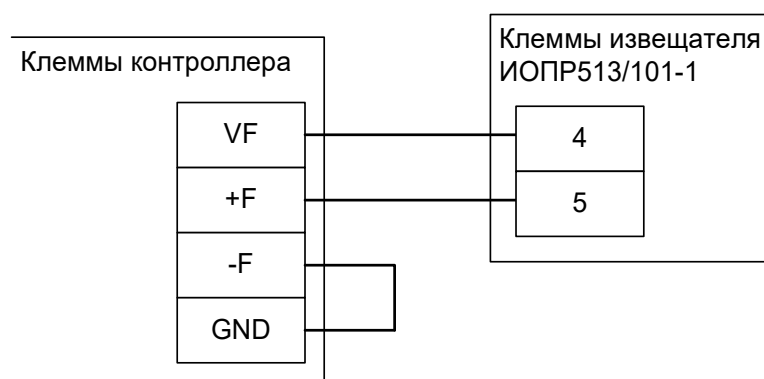 Клеммы контроллера
Клеммы извещателя
ИОПР513/101-1
VF
4
+F
5
-F
GND